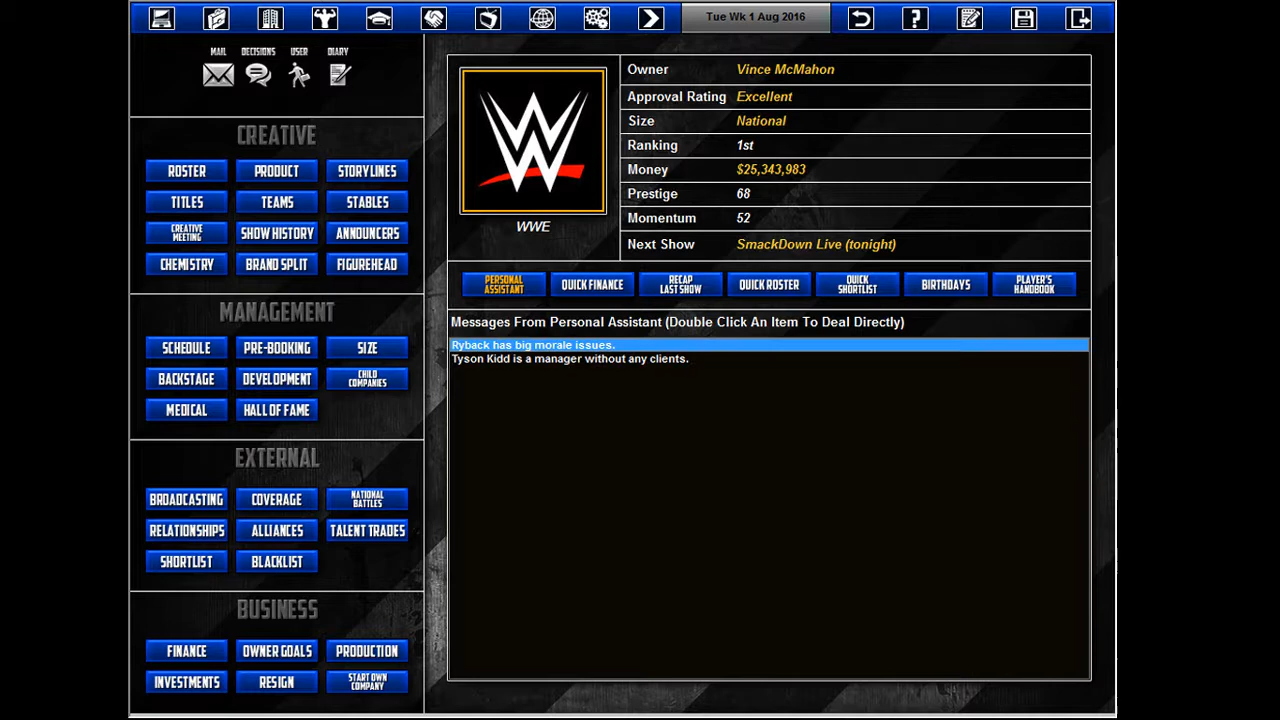 Tue Wk 1 Aug 2016
MAIL DECISIONS USER DIARY
CREATIVE
ROSTER PRODUCT STORYLINES
TITLES TEAMS STABLES
CREATIVE MEETING SHOW HISTORY ANNOUNCERS
CHEMISTRY BRAND SPLIT FIGUREHEAD
MANAGEMENT
SCHEDULE PRE-BOOKING SIZE
BACKSTAGE DEVELOPMENT CHILD COMPANIES
MEDICAL HALL OF FAME
EXTERNAL
BROADCASTING COVERAGE NATIONAL BATTLES
RELATIONSHIPS ALLIANCES TALENT TRADES
SHORTLIST BLACKLIST
BUSINESS
FINANCE OWNER GOALS PRODUCTION
INVESTMENTS RESIGN START OWN COMPANY
WWE
Owner Vince McMahon
Approval Rating Excellent
Size National
Ranking 1st
Money $25,343,983
Prestige 68
Momentum 52
Next Show SmackDown Live (tonight)
PERSONAL ASSISTANT QUICK FINANCE RECAP LAST SHOW QUICK ROSTER QUICK SHORTLIST BIRTHDAYS PLAYER'S HANDBOOK
Messages From Personal Assistant (Double Click An Item To Deal Directly)
Ryback has big morale issues.
Tyson Kidd is a manager without any clients.